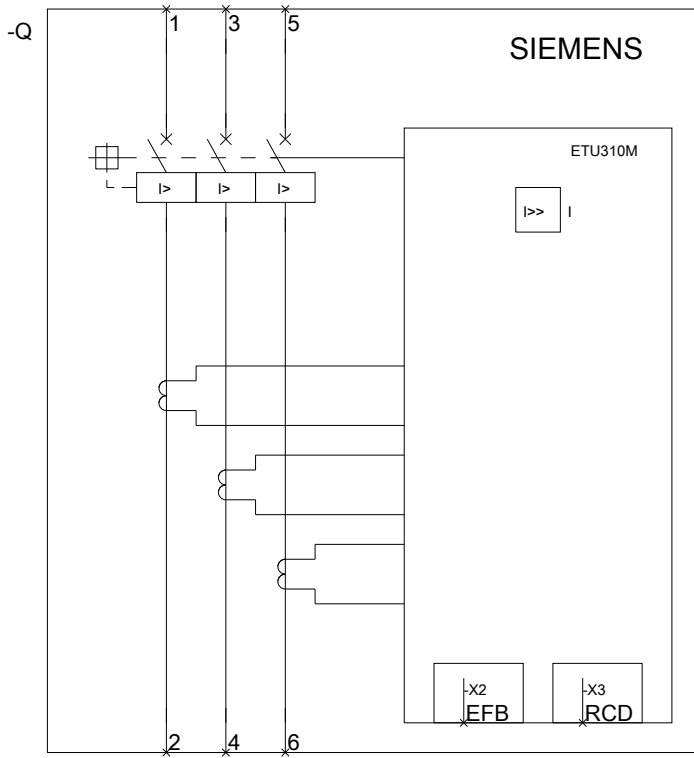 -Q
1 3 5
SIEMENS
ETU310M
I> I> I>
I>> I
-X2 -X3
EFB RCD
2 4 6